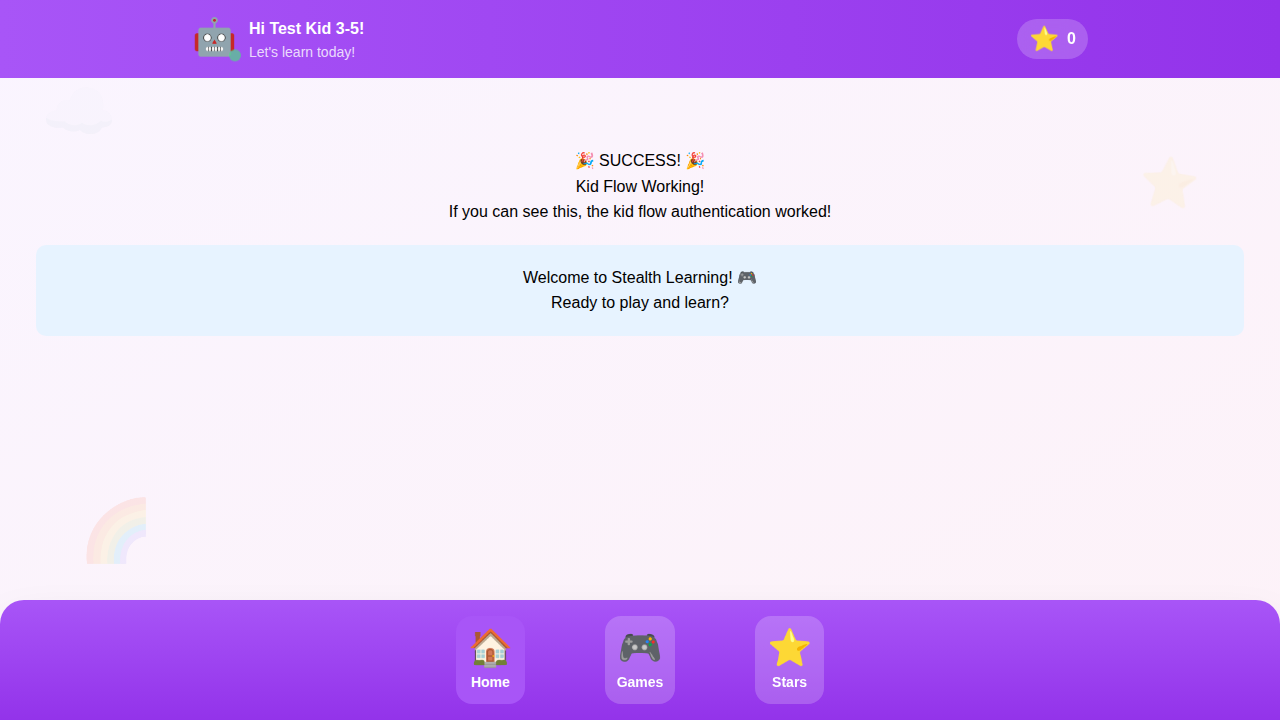 Hi Test Kid 3-5!
Let's learn today!
0
🎉 SUCCESS! 🎉
Kid Flow Working!
If you can see this, the kid flow authentication worked!
Welcome to Stealth Learning! 🎮
Ready to play and learn?
Home
Games
Stars